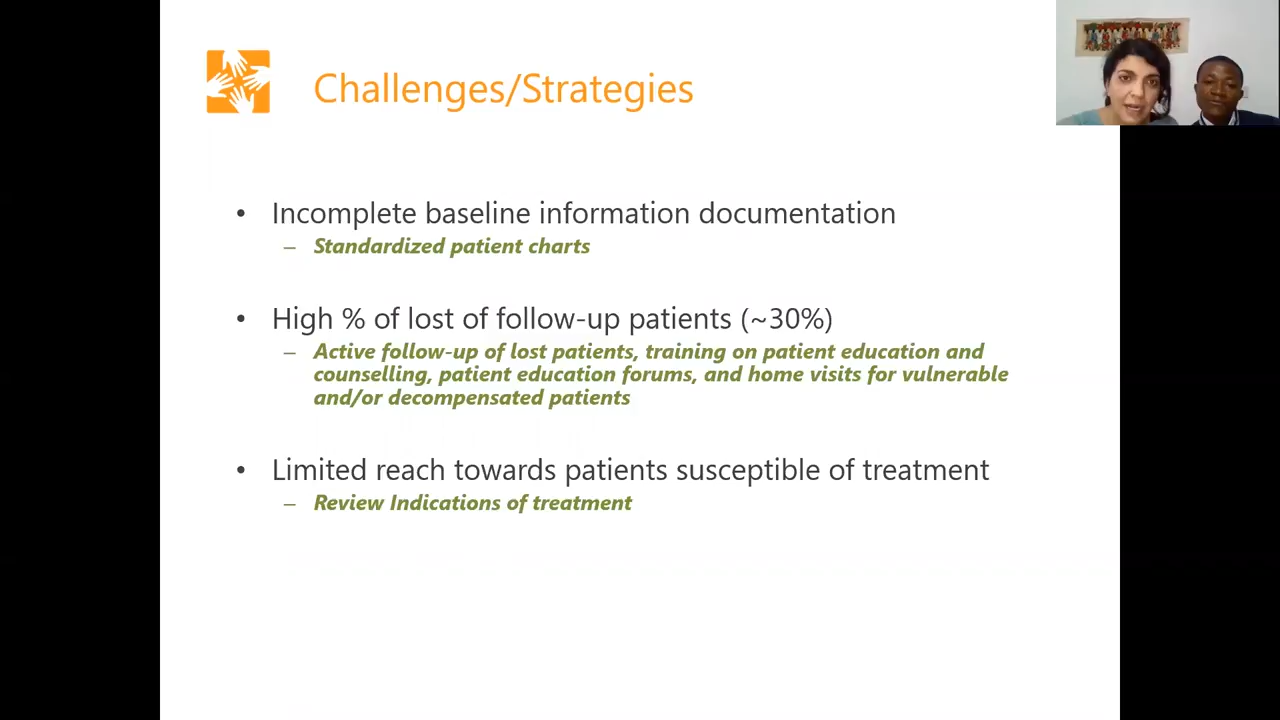 Challenges/Strategies
• Incomplete baseline information documentation
– Standardized patient charts
• High % of lost of follow-up patients (~30%)
– Active follow-up of lost patients, training on patient education and
counselling, patient education forums, and home visits for vulnerable
and/or decompensated patients
• Limited reach towards patients susceptible of treatment
– Review Indications of treatment